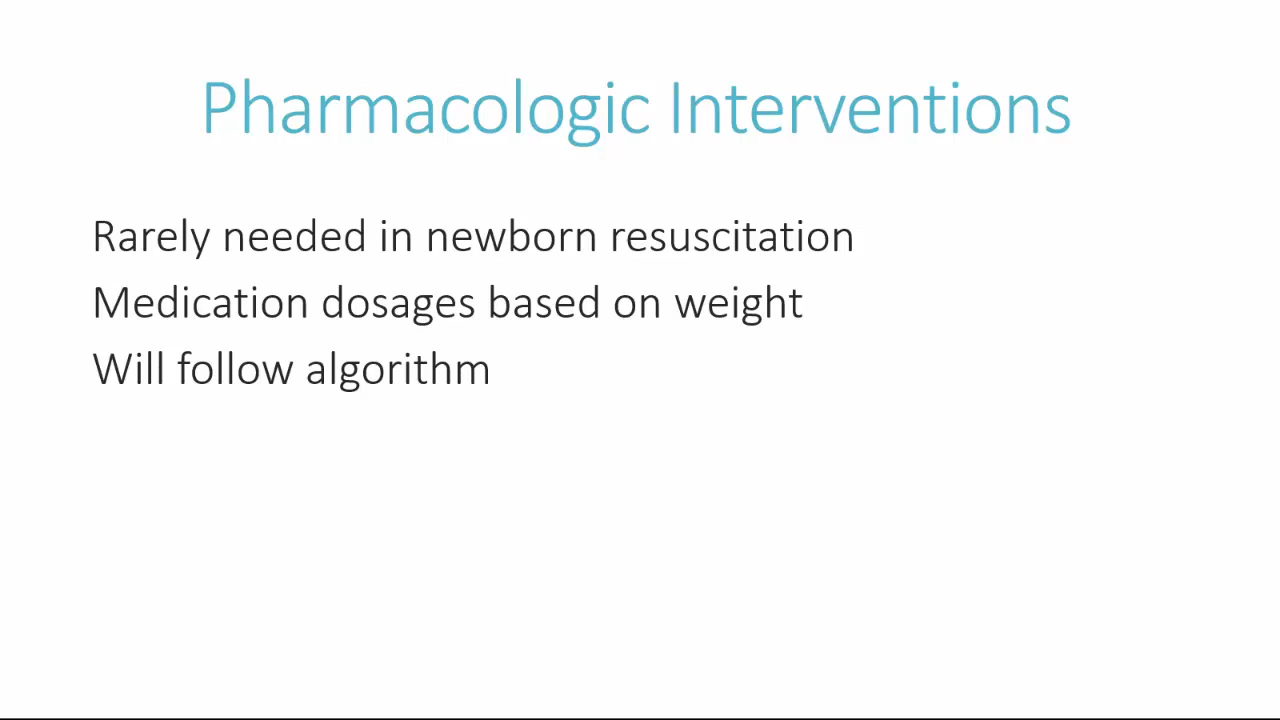 Pharmacologic Interventions
Rarely needed in newborn resuscitation
Medication dosages based on weight
Will follow algorithm